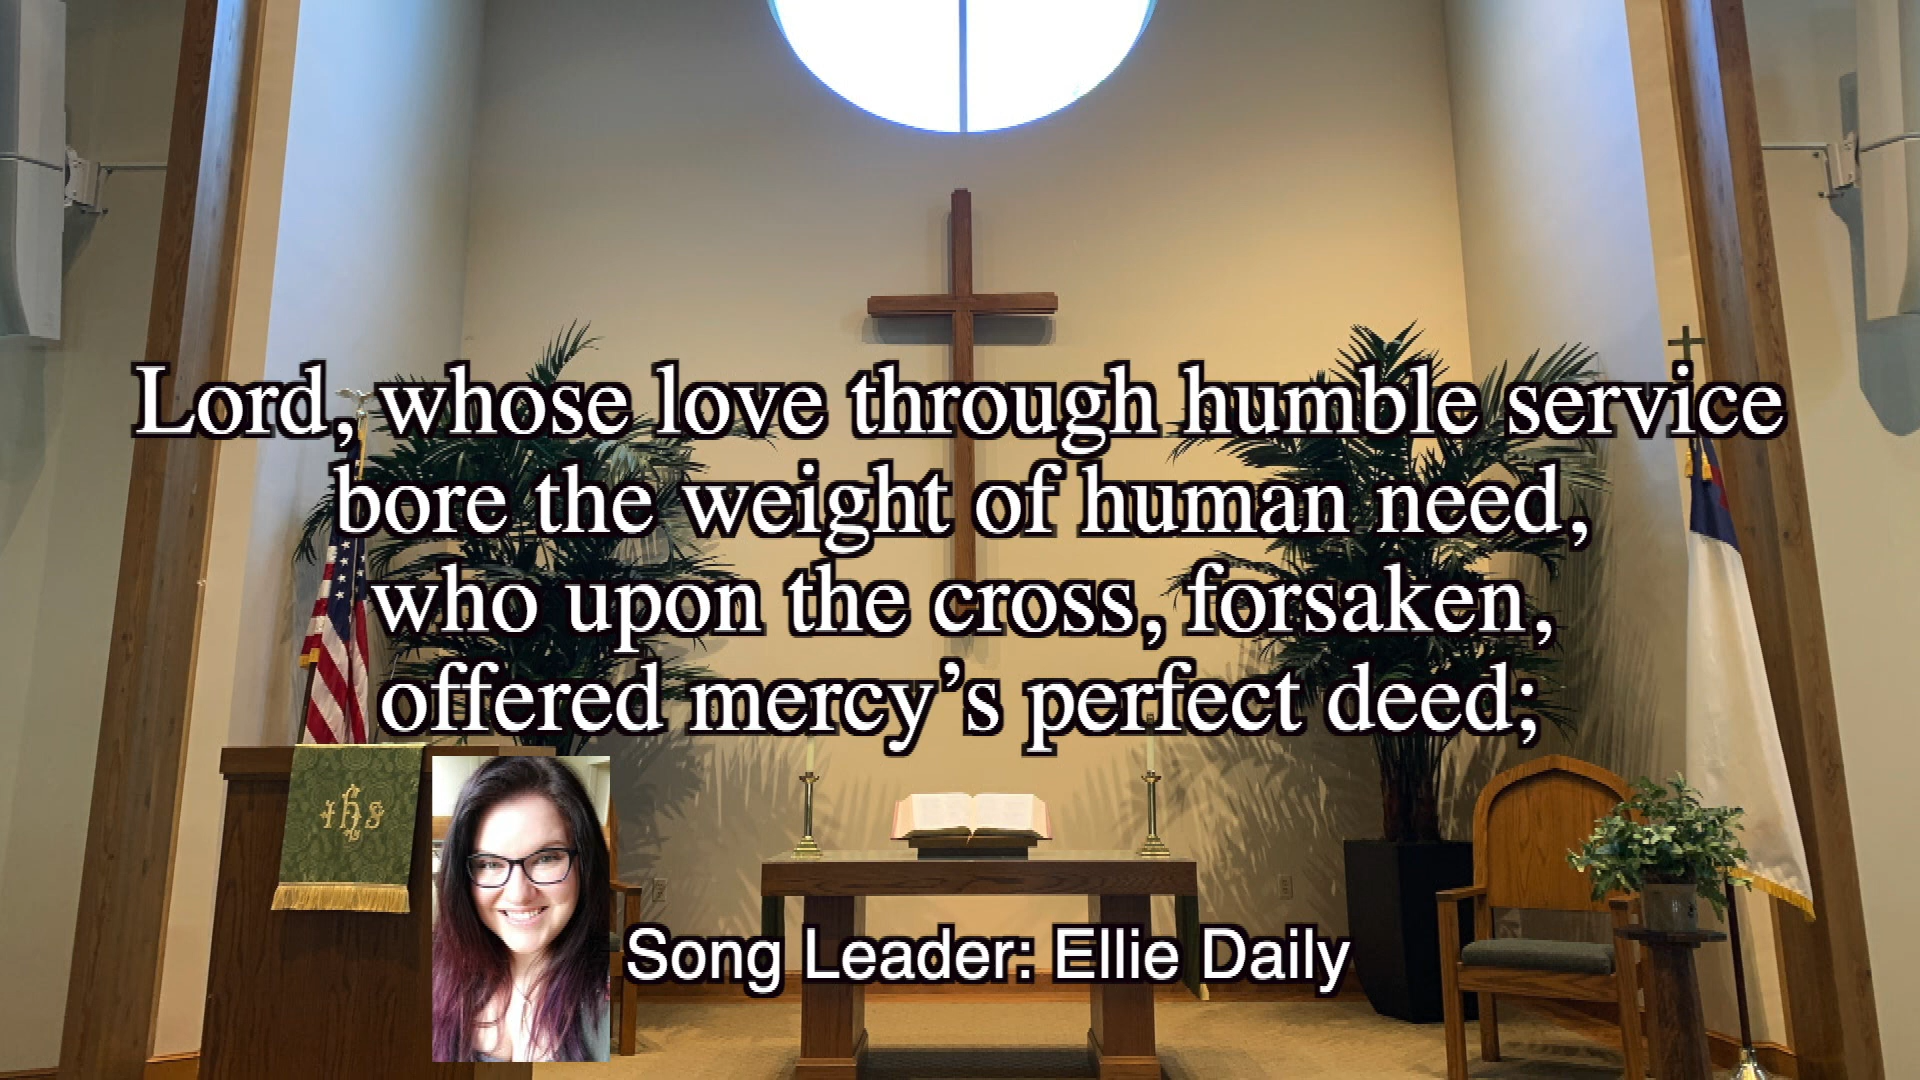 Lord, whose love through humble service
bore the weight of human need,
who upon the cross, forsaken,
offered mercy’s perfect deed;
ihs
Song Leader: Ellie Daily